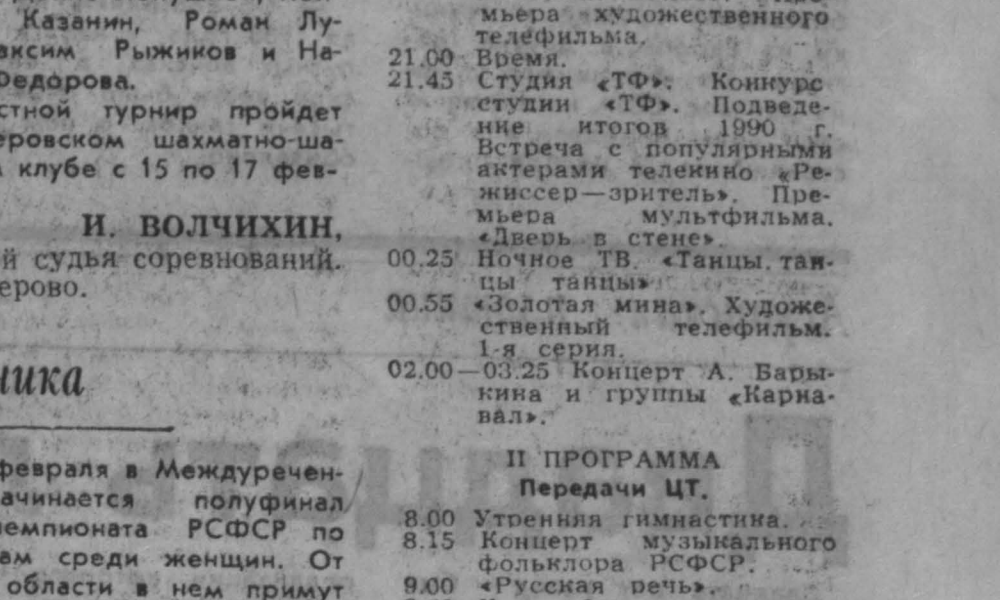 Казанин, Роман Лу-
аксим Рыжиков и На-
Федорова.
стной турнир пройдет
еровском шахматно-ша-
клубе с 15 по 17 фев-
И. ВОЛЧИХИН,
й судья соревнований.
ерово.
ника
февраля в Междуречен-
ачинается полуфинал
емпионата РСФСР по
ам среди женщин. От
области в нем примут
мьера художественного
телефильма.
21.00 Время.
21.45 Студия «ТФ». Конкурс
студии «ТФ». Подведе-
ние итогов 1990 г.
Встреча с популярными
актерами телекино «Ре-
жиссер—зритель». Пре-
мьера мультфильма.
«Дверь в стене».
00.25 Ночное ТВ. «Танцы, тан-
цы танцы»
00.55 «Золотая мина». Художе-
ственный телефильм.
1-я серия.
02.00—03.25 Концерт А. Бары-
кина и группы «Карна-
вал».
II ПРОГРАММА
Передачи ЦТ.
8.00 Утренняя гимнастика.
8.15 Концерт музыкального
фольклора РСФСР.
9.00 «Русская речь».